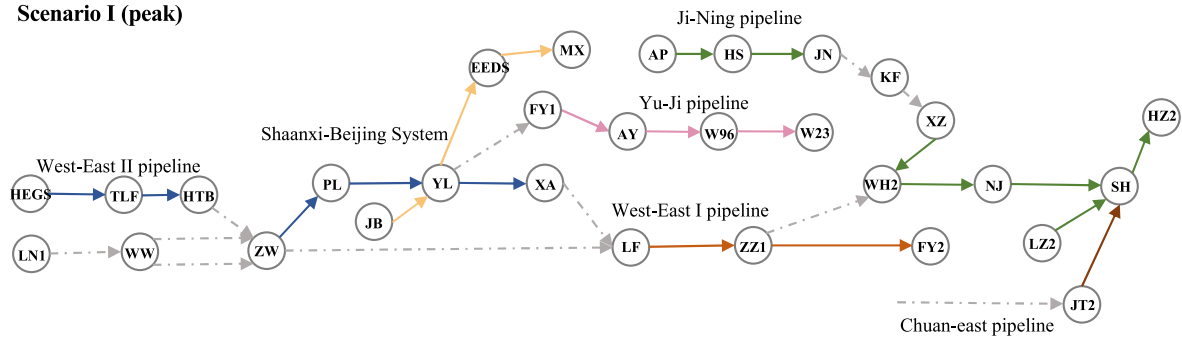 Scenario I (peak)
Ji-Ning pipeline
MX
EEDS
AP
HS
JN
KF
Yu-Ji pipeline
FY1
Shaanxi-Beijing System
AY
W96
W23
XZ
HZ2
West-East II pipeline
HEGS
TLF
HTB
PL
YL
XA
WH2
NJ
SH
JB
West-East I pipeline
LN1
WW
ZW
LF
ZZ1
FY2
LZ2
JT2
Chuan-east pipeline